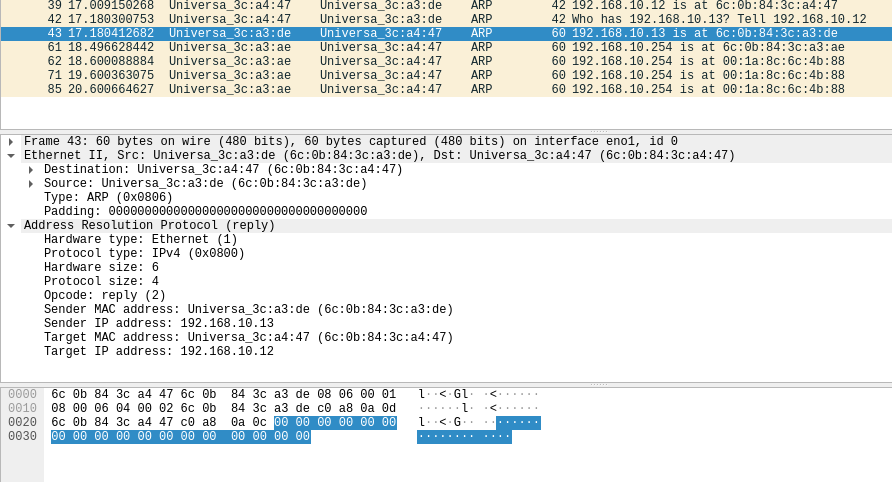 39 17.009150268 Universa_3c:a4:47 Universa_3c:a3:de ARP 42 192.168.10.12 is at 6c:0b:84:3c:a4:47
42 17.180300753 Universa_3c:a4:47 Universa_3c:a3:de ARP 42 Who has 192.168.10.13? Tell 192.168.10.12
43 17.180412682 Universa_3c:a3:de Universa_3c:a4:47 ARP 60 192.168.10.13 is at 6c:0b:84:3c:a3:de
61 18.496628442 Universa_3c:a3:ae Universa_3c:a4:47 ARP 60 192.168.10.254 is at 6c:0b:84:3c:a3:ae
62 18.600088884 Universa_3c:a3:ae Universa_3c:a4:47 ARP 60 192.168.10.254 is at 00:1a:8c:6c:4b:88
71 19.600363075 Universa_3c:a3:ae Universa_3c:a4:47 ARP 60 192.168.10.254 is at 00:1a:8c:6c:4b:88
85 20.600664627 Universa_3c:a3:ae Universa_3c:a4:47 ARP 60 192.168.10.254 is at 00:1a:8c:6c:4b:88
Frame 43: 60 bytes on wire (480 bits), 60 bytes captured (480 bits) on interface eno1, id 0
Ethernet II, Src: Universa_3c:a3:de (6c:0b:84:3c:a3:de), Dst: Universa_3c:a4:47 (6c:0b:84:3c:a4:47)
Destination: Universa_3c:a4:47 (6c:0b:84:3c:a4:47)
Source: Universa_3c:a3:de (6c:0b:84:3c:a3:de)
Type: ARP (0x0806)
Padding: 000000000000000000000000000000000000
Address Resolution Protocol (reply)
Hardware type: Ethernet (1)
Protocol type: IPv4 (0x0800)
Hardware size: 6
Protocol size: 4
Opcode: reply (2)
Sender MAC address: Universa_3c:a3:de (6c:0b:84:3c:a3:de)
Sender IP address: 192.168.10.13
Target MAC address: Universa_3c:a4:47 (6c:0b:84:3c:a4:47)
Target IP address: 192.168.10.12
0000 6c 0b 84 3c a4 47 6c 0b 84 3c a3 de 08 06 00 01 l··<·Gl· ·<······
0010 08 00 06 04 00 02 6c 0b 84 3c a3 de c0 a8 0a 0d ······l· ·<······
0020 6c 0b 84 3c a4 47 c0 a8 0a 0c 00 00 00 00 00 00 l··<·G·· ········
0030 00 00 00 00 00 00 00 00 00 00 00 00 ········ ····